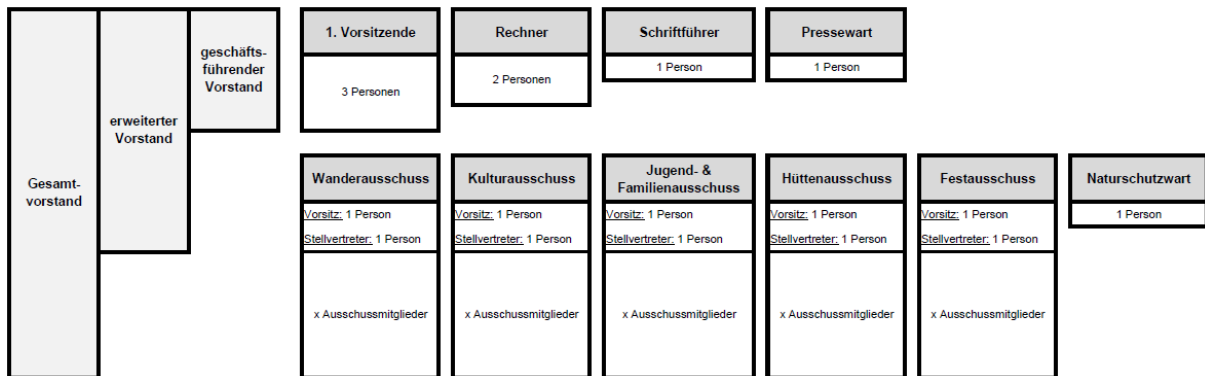 Gesamt-
vorstand
erweiterter
Vorstand
geschäfts-
führender
Vorstand
1. Vorsitzende
3 Personen
Rechner
2 Personen
Schriftführer
1 Person
Pressewart
1 Person
Wanderausschuss
Vorsitz: 1 Person
Stellvertreter: 1 Person
x Ausschussmitglieder
Kulturausschuss
Vorsitz: 1 Person
Stellvertreter: 1 Person
x Ausschussmitglieder
Jugend- &
Familienausschuss
Vorsitz: 1 Person
Stellvertreter: 1 Person
x Ausschussmitglieder
Hüttenausschuss
Vorsitz: 1 Person
Stellvertreter: 1 Person
x Ausschussmitglieder
Festausschuss
Vorsitz: 1 Person
Stellvertreter: 1 Person
x Ausschussmitglieder
Naturschutzwart
1 Person